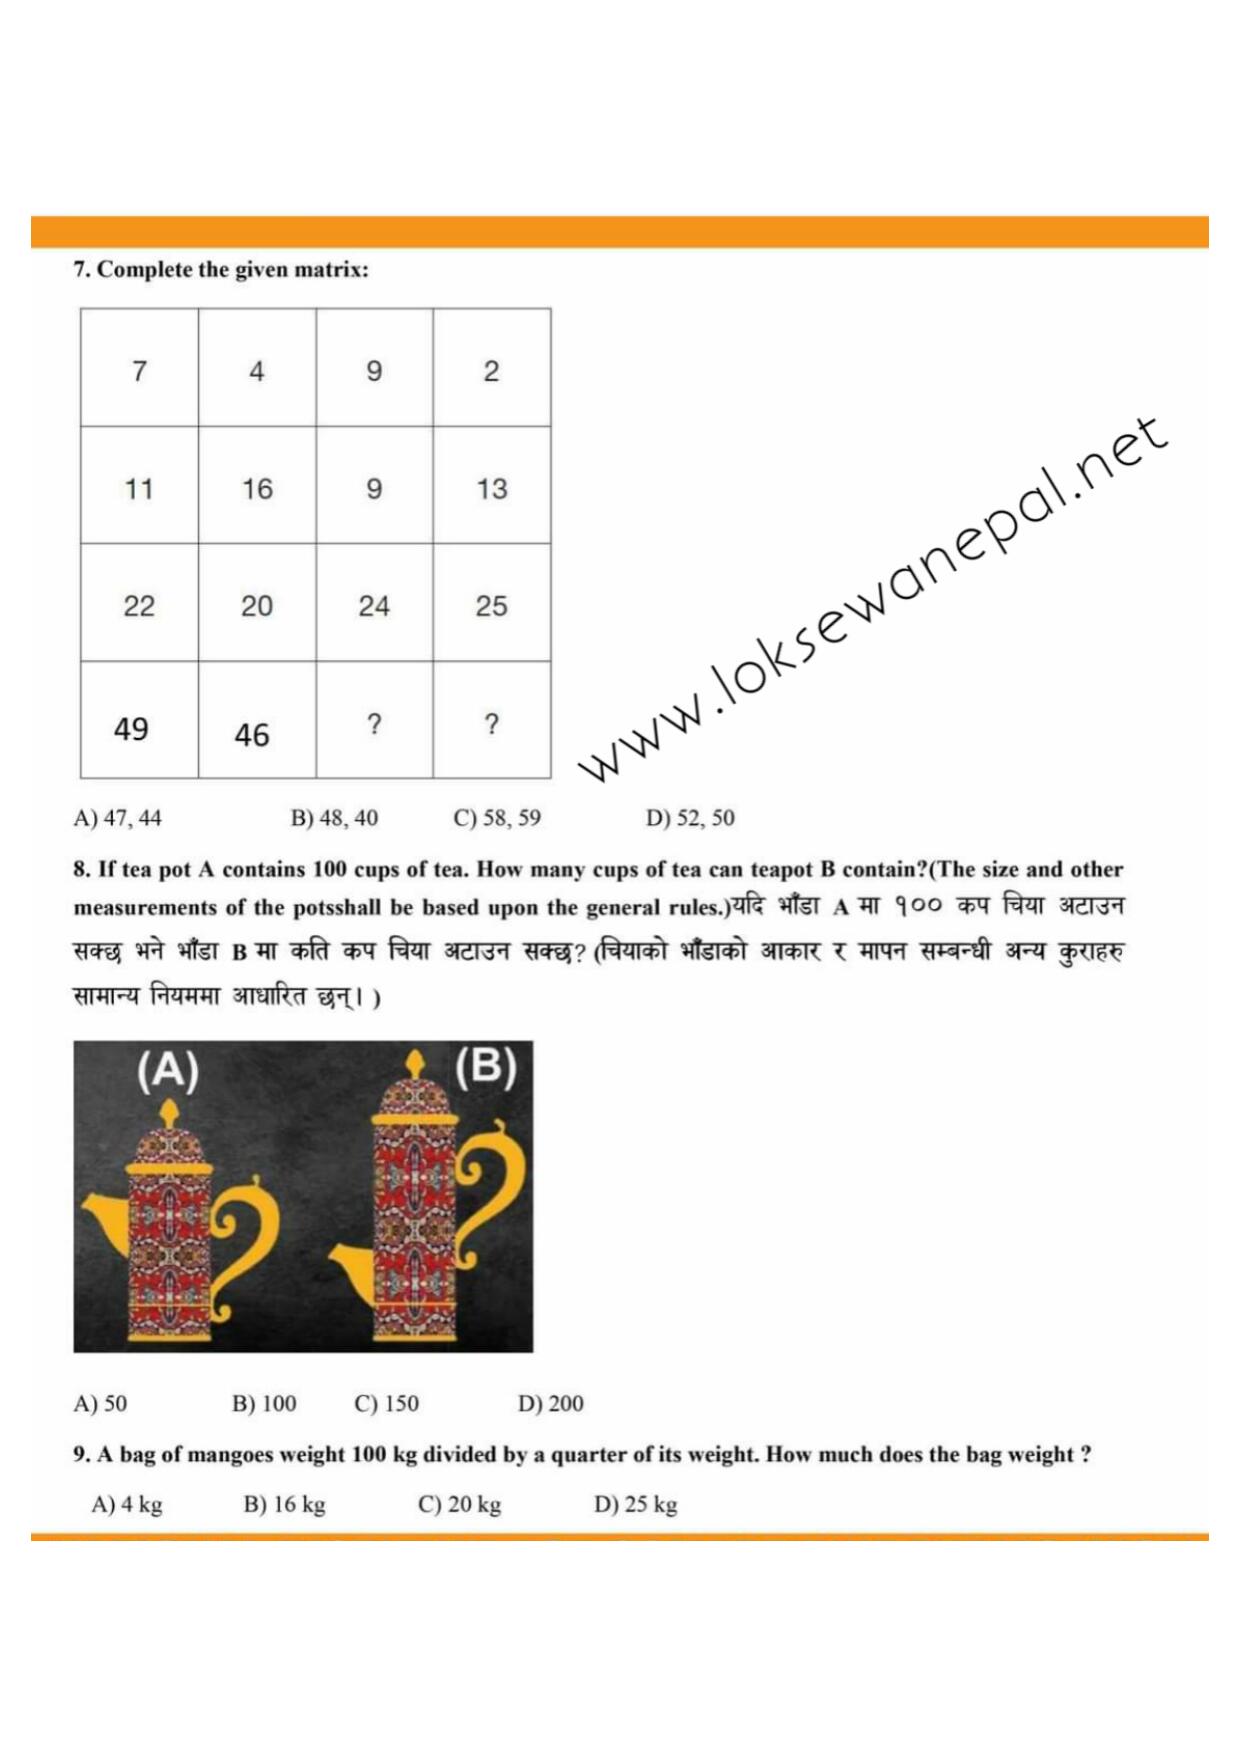 7. Complete the given matrix:
7 4 9 2
11 16 9 13
22 20 24 25
49 46 ? ?
www.loksewanepal.net
A) 47, 44 B) 48, 40 C) 58, 59 D) 52, 50
8. If tea pot A contains 100 cups of tea. How many cups of tea can teapot B contain?(The size and other
measurements of the potsshall be based upon the general rules.)यदि भाँडा A मा १०० कप चिया अटाउन
सक्छ भने भाँडा B मा कति कप चिया अटाउन सक्छ? (चियाको भाँडाको आकार र मापन सम्बन्धी अन्य कुराहरु
सामान्य नियममा आधारित छन्। )
(A) (B)
A) 50 B) 100 C) 150 D) 200
9. A bag of mangoes weight 100 kg divided by a quarter of its weight. How much does the bag weight ?
A) 4 kg B) 16 kg C) 20 kg D) 25 kg